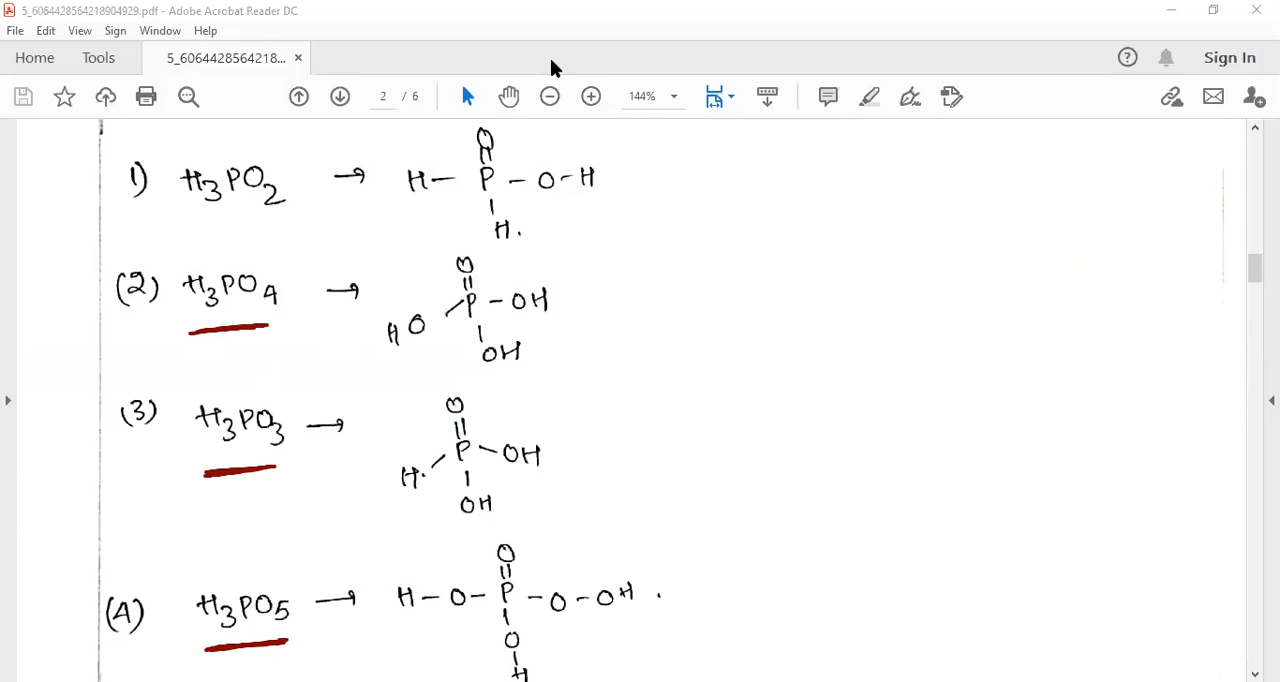 5_6064428564218904929.pdf - Adobe Acrobat Reader DC
File Edit View Sign Window Help
Home Tools 5_6064428564218... × Sign In
2 / 6 144%
1) H3PO2 → H — P — O - H
O
H.
(2) H3PO4 → HO P - OH
O
OH
(3) H3PO3 → H. P OH
O
OH
(4) H3PO5 → H - O - P - O - OH .
O
O
H